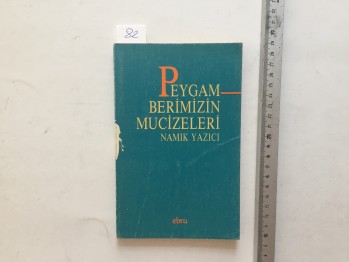 82
PEYGAM
BERİMİZİN
MUCİZELERİ
NAMIK YAZICI
ebru